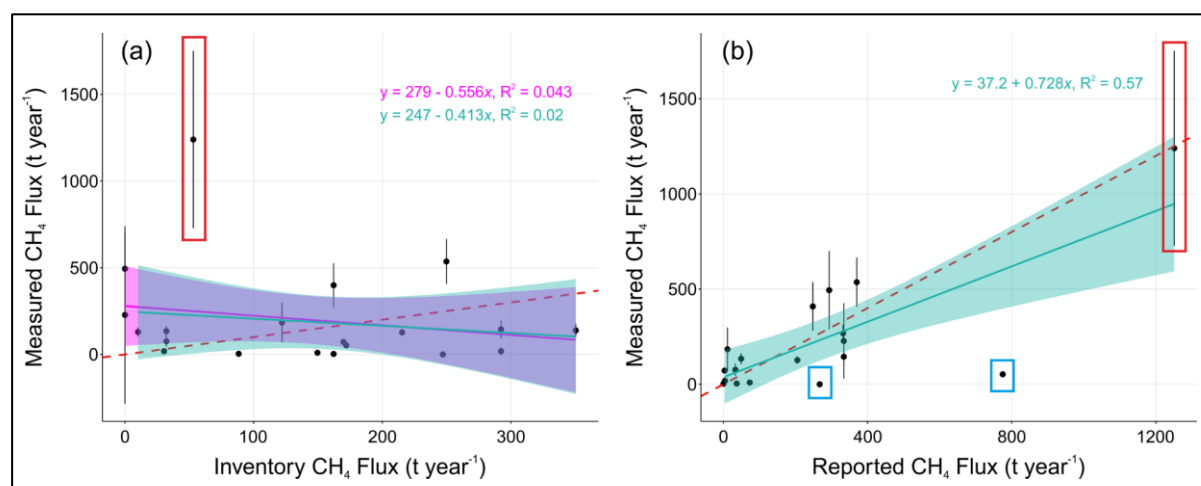 (a)
y = 279 - 0.556x, R² = 0.043
y = 247 - 0.413x, R² = 0.02
Measured CH₄ Flux (t year⁻¹)
1500
1000
500
0
0 100 200 300
Inventory CH₄ Flux (t year⁻¹)
(b)
y = 37.2 + 0.728x, R² = 0.57
Measured CH₄ Flux (t year⁻¹)
1500
1000
500
0
0 400 800 1200
Reported CH₄ Flux (t year⁻¹)